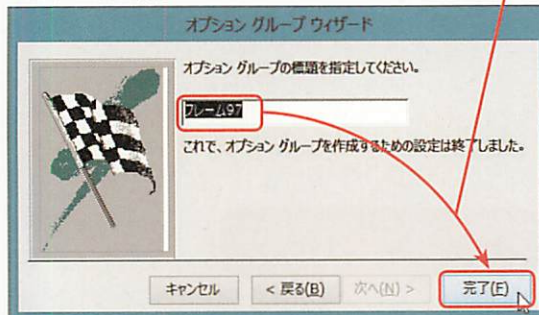 オプション グループ ウィザード
オプション グループの標題を指定してください。
フレーム97
これで、オプション グループを作成するための設定は終了しました。
キャンセル
< 戻る(B)
次へ(N) >
完了(F)